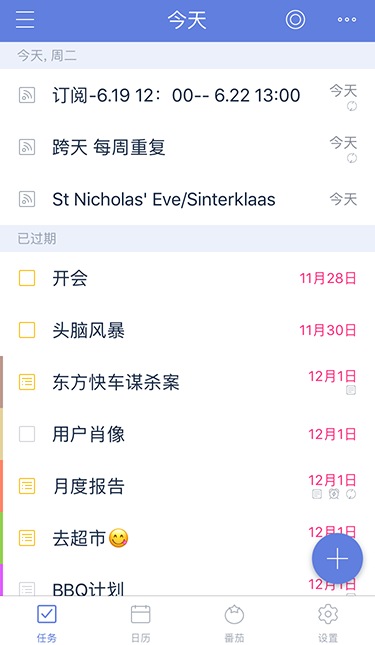 今天
今天, 周二
订阅-6.19 12：00-- 6.22 13:00
今天
跨天 每周重复
今天
St Nicholas' Eve/Sinterklaas
今天
已过期
开会
11月28日
头脑风暴
11月30日
东方快车谋杀案
12月1日
用户肖像
12月1日
月度报告
12月1日
去超市😋
12月1日
BBQ计划
12月1日
任务
日历
番茄
设置